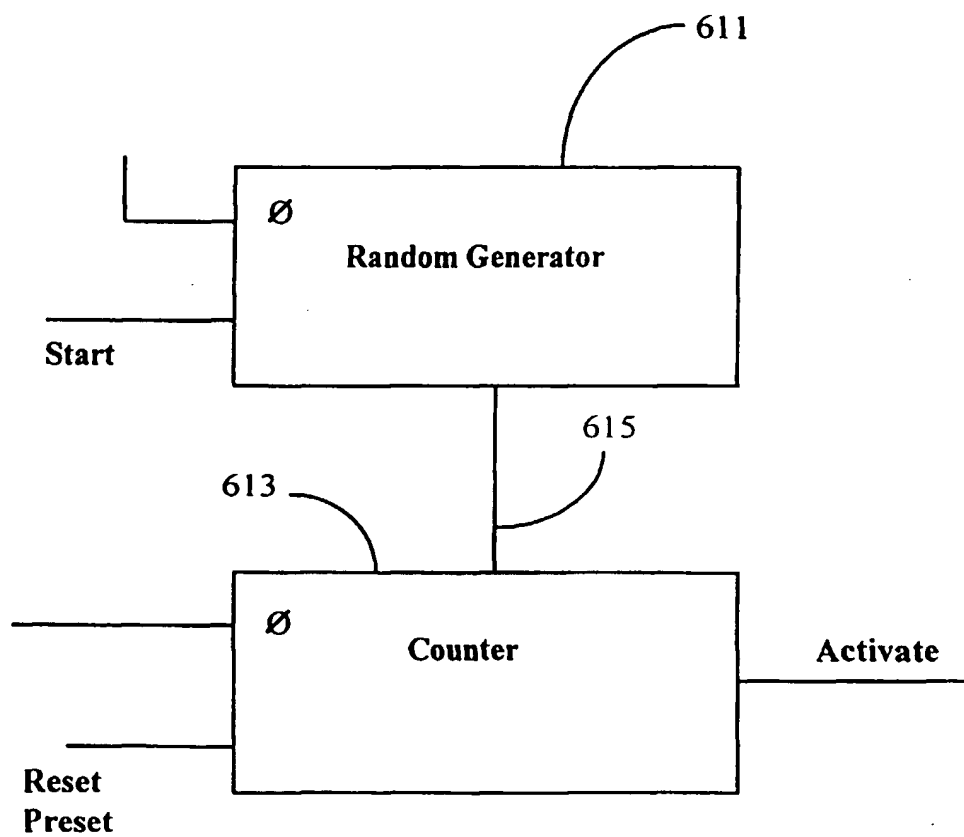 611
Ø
Random Generator
Start
615
613
Ø
Counter
Activate
Reset
Preset